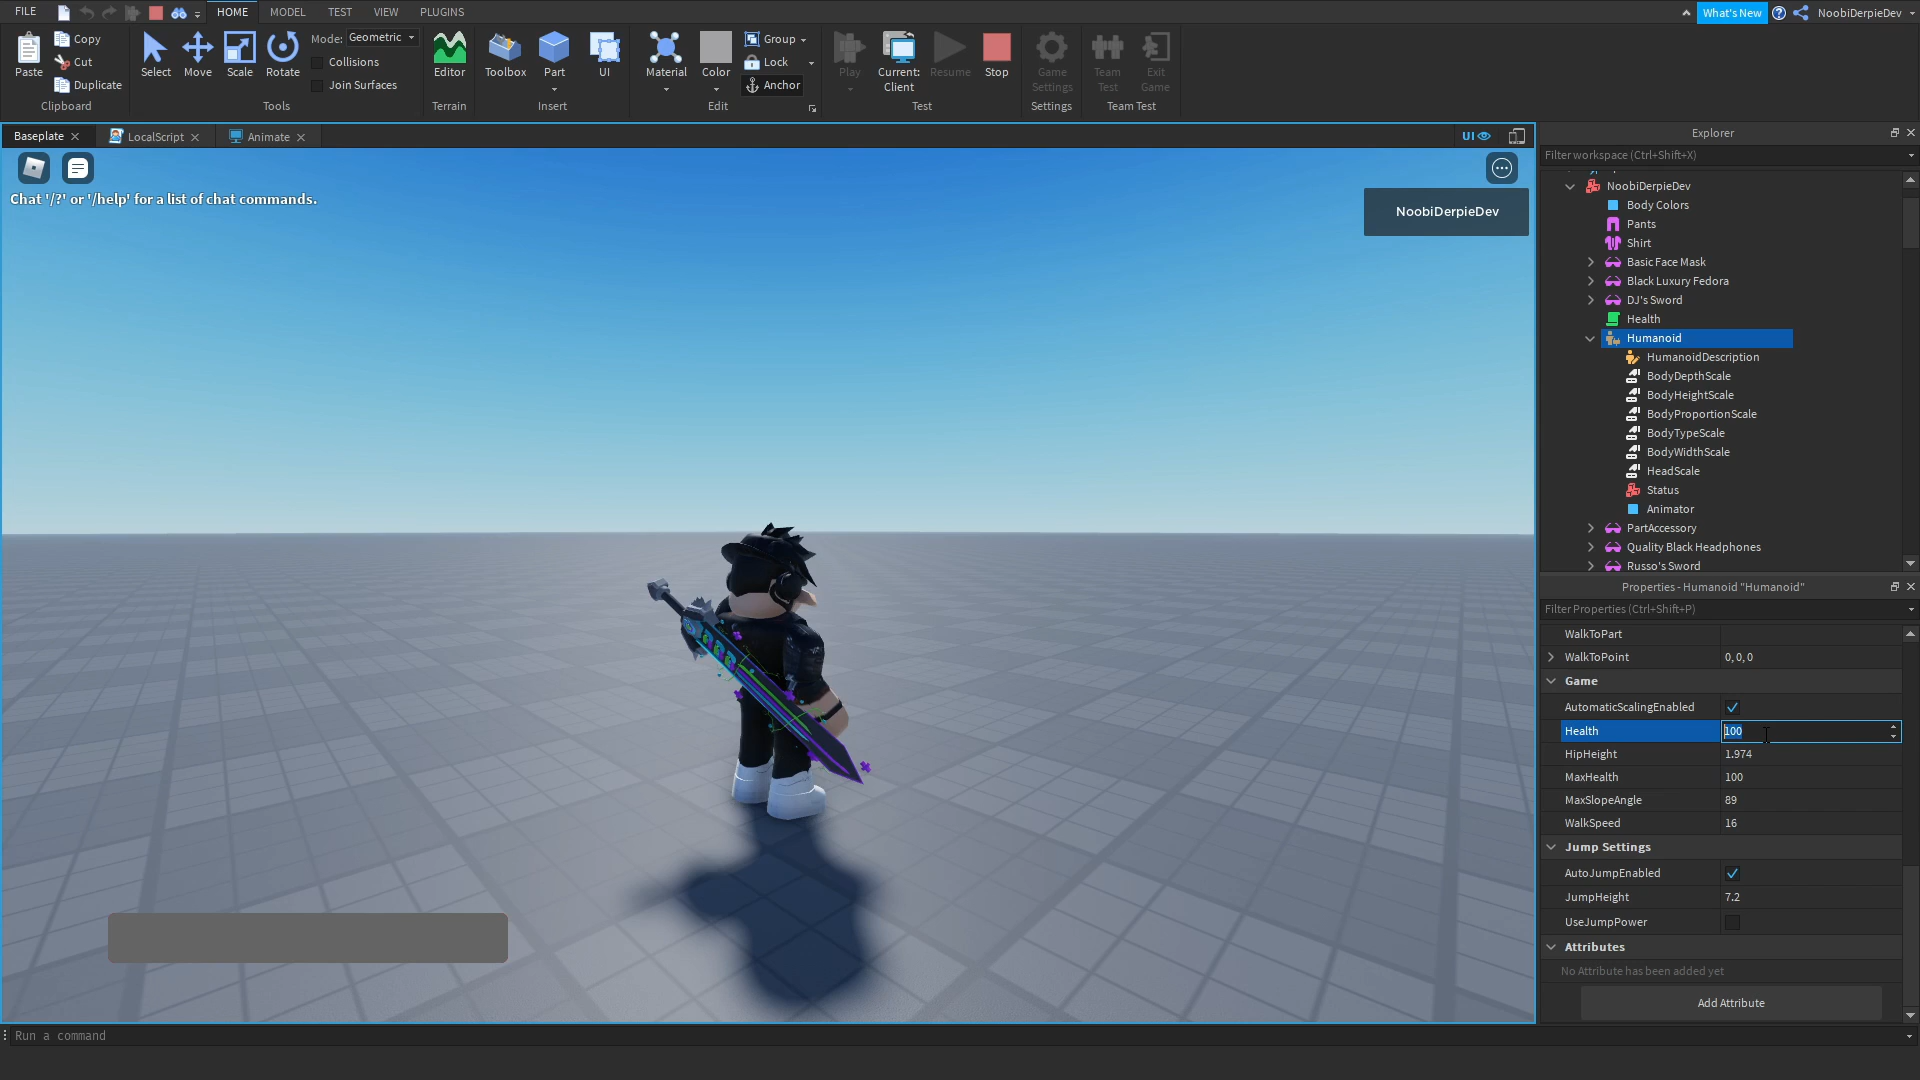 FILE
HOME
MODEL
TEST
VIEW
PLUGINS
What's New
NoobiDerpieDev
Paste
Copy
Cut
Duplicate
Clipboard
Select
Move
Scale
Rotate
Mode: Geometric
Collisions
Join Surfaces
Tools
Editor
Terrain
Toolbox
Part
UI
Insert
Material
Color
Group
Lock
Anchor
Edit
Play
Current: Client
Resume
Stop
Test
Game Settings
Settings
Team Test
Exit Game
Team Test
Baseplate
LocalScript
Animate
UI
Chat '/?' or '/help' for a list of chat commands.
NoobiDerpieDev
Explorer
Filter workspace (Ctrl+Shift+X)
NoobiDerpieDev
Body Colors
Pants
Shirt
Basic Face Mask
Black Luxury Fedora
DJ's Sword
Health
Humanoid
HumanoidDescription
BodyDepthScale
BodyHeightScale
BodyProportionScale
BodyTypeScale
BodyWidthScale
HeadScale
Status
Animator
PartAccessory
Quality Black Headphones
Russo's Sword
Properties - Humanoid "Humanoid"
Filter Properties (Ctrl+Shift+P)
WalkToPart
WalkToPoint 0, 0, 0
Game
AutomaticScalingEnabled
Health 100
HipHeight 1.974
MaxHealth 100
MaxSlopeAngle 89
WalkSpeed 16
Jump Settings
AutoJumpEnabled
JumpHeight 7.2
UseJumpPower
Attributes
No Attribute has been added yet
Add Attribute
Run a command